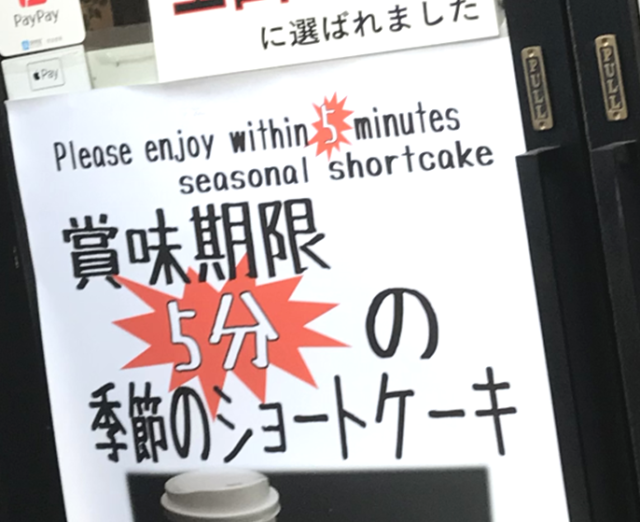 PayPay
Pay
に選ばれました
PULL
PULL
Please enjoy within 5 minutes
seasonal shortcake
賞味期限
5分の
季節のショートケーキ